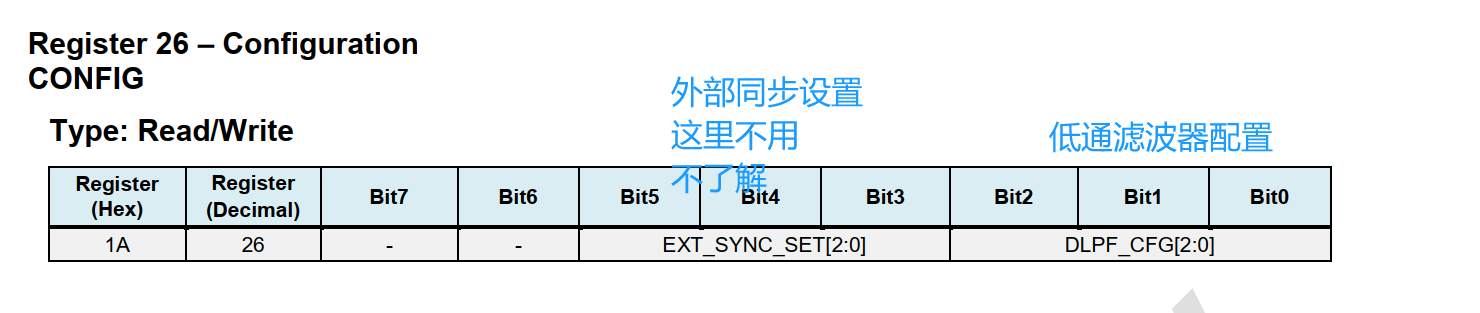 Register 26 – Configuration
CONFIG
外部同步设置
这里不用
不了解
Type: Read/Write
低通滤波器配置
Register (Hex) Register (Decimal) Bit7 Bit6 Bit5 Bit4 Bit3 Bit2 Bit1 Bit0
1A 26 - - EXT_SYNC_SET[2:0] DLPF_CFG[2:0]